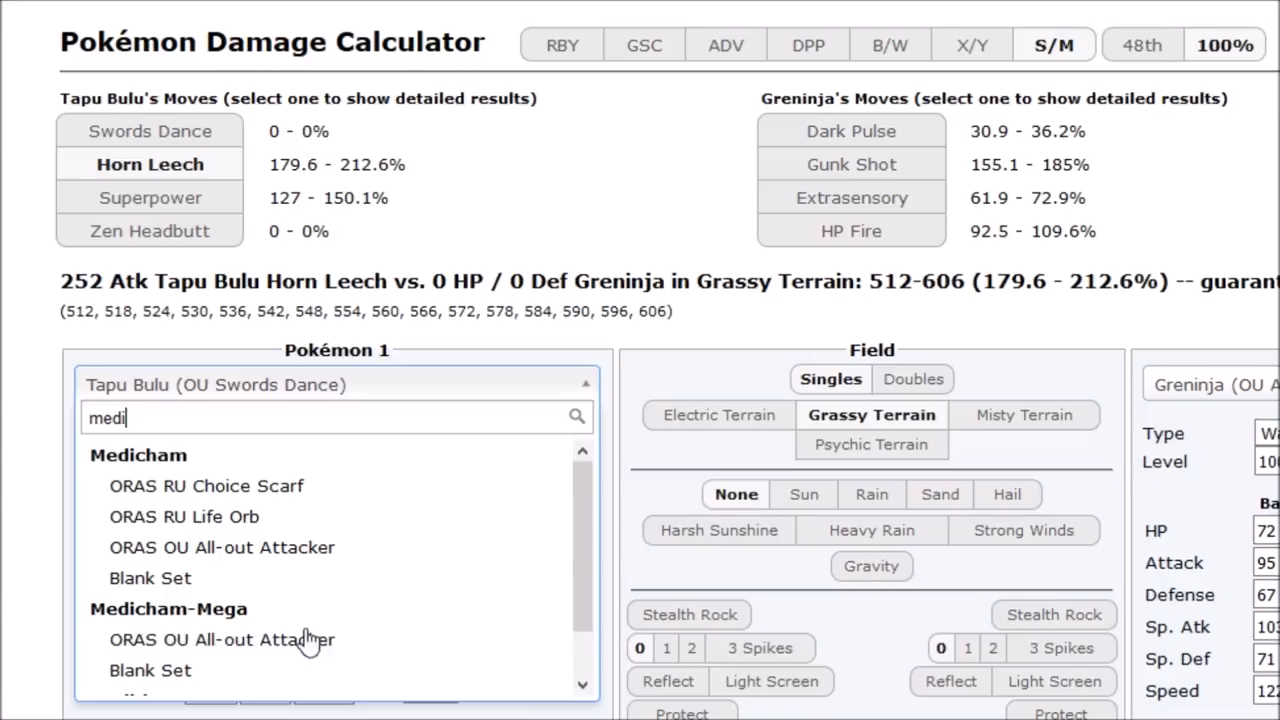 Pokémon Damage Calculator RBY GSC ADV DPP B/W X/Y S/M 48th 100%
Tapu Bulu's Moves (select one to show detailed results)
Swords Dance 0 - 0%
Horn Leech 179.6 - 212.6%
Superpower 127 - 150.1%
Zen Headbutt 0 - 0%
Greninja's Moves (select one to show detailed results)
Dark Pulse 30.9 - 36.2%
Gunk Shot 155.1 - 185%
Extrasensory 61.9 - 72.9%
HP Fire 92.5 - 109.6%
252 Atk Tapu Bulu Horn Leech vs. 0 HP / 0 Def Greninja in Grassy Terrain: 512-606 (179.6 - 212.6%) -- guarant
(512, 518, 524, 530, 536, 542, 548, 554, 560, 566, 572, 578, 584, 590, 596, 606)
Pokémon 1
Tapu Bulu (OU Swords Dance)
medi
Medicham
ORAS RU Choice Scarf
ORAS RU Life Orb
ORAS OU All-out Attacker
Blank Set
Medicham-Mega
ORAS OU All-out Attacker
Blank Set
Field
Singles Doubles
Electric Terrain Grassy Terrain Misty Terrain
Psychic Terrain
None Sun Rain Sand Hail
Harsh Sunshine Heavy Rain Strong Winds
Gravity
Stealth Rock Stealth Rock
0 1 2 3 Spikes 0 1 2 3 Spikes
Reflect Light Screen Reflect Light Screen
Protect Protect
Greninja (OU A
Type Wa
Level 100
Ba
HP 72
Attack 95
Defense 67
Sp. Atk 103
Sp. Def 71
Speed 122